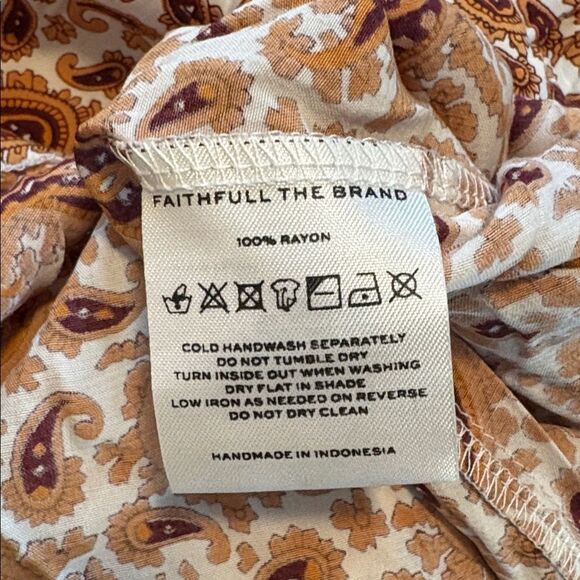 FAITHFULL THE BRAND
100% RAYON
COLD HANDWASH SEPARATELY
DO NOT TUMBLE DRY
TURN INSIDE OUT WHEN WASHING
DRY FLAT IN SHADE
LOW IRON AS NEEDED ON REVERSE
DO NOT DRY CLEAN
HANDMADE IN INDONESIA